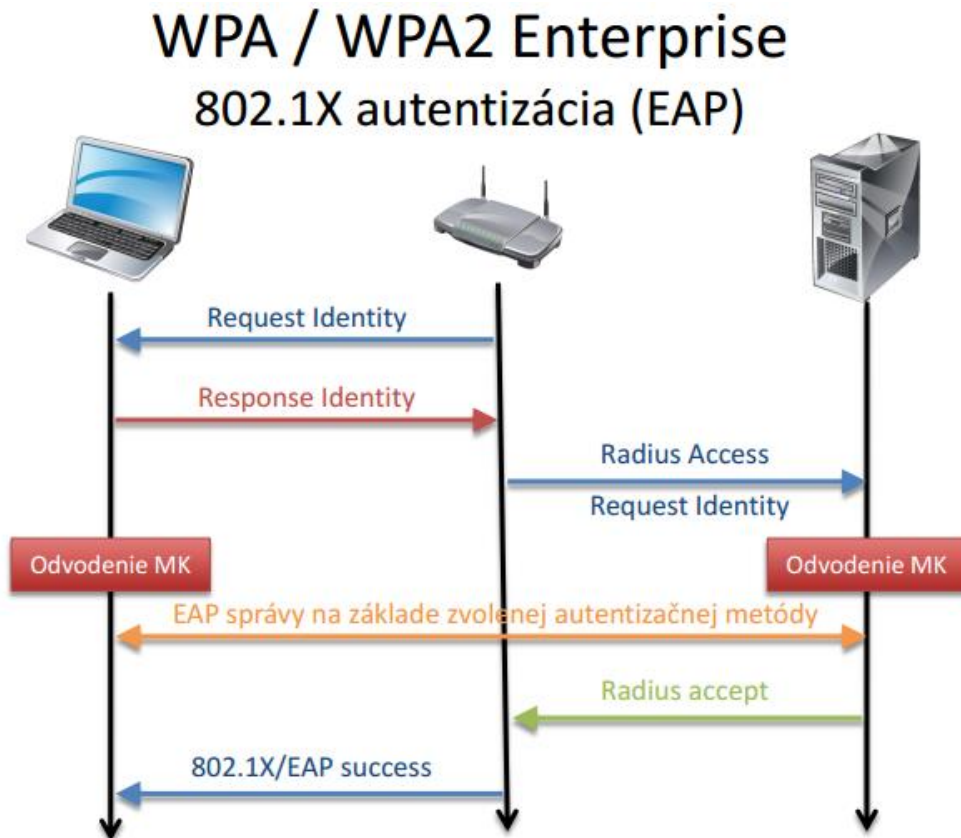 WPA / WPA2 Enterprise
802.1X autentizácia (EAP)
Request Identity
Response Identity
Radius Access
Request Identity
Odvodenie MK
Odvodenie MK
EAP správy na základe zvolenej autentizačnej metódy
Radius accept
802.1X/EAP success